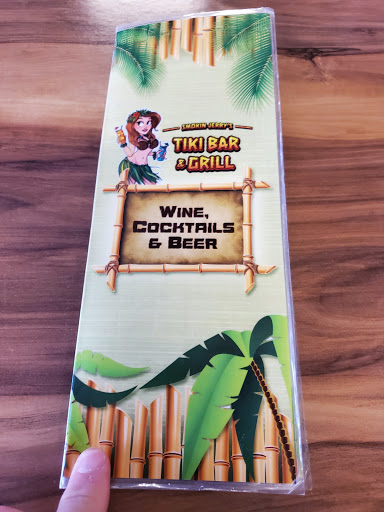 SMOKIN JERRY'S
TIKI BAR
& GRILL
WINE,
COCKTAILS
& BEER